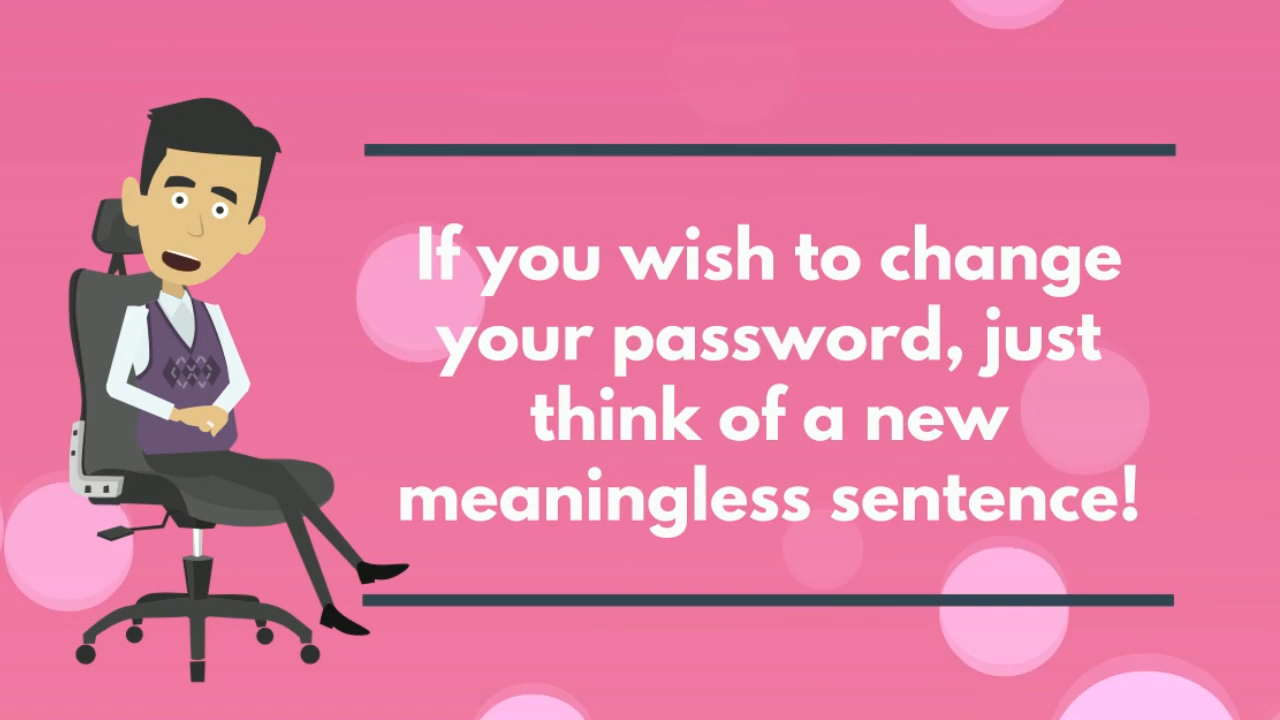 If you wish to change
your password, just
think of a new
meaningless sentence!